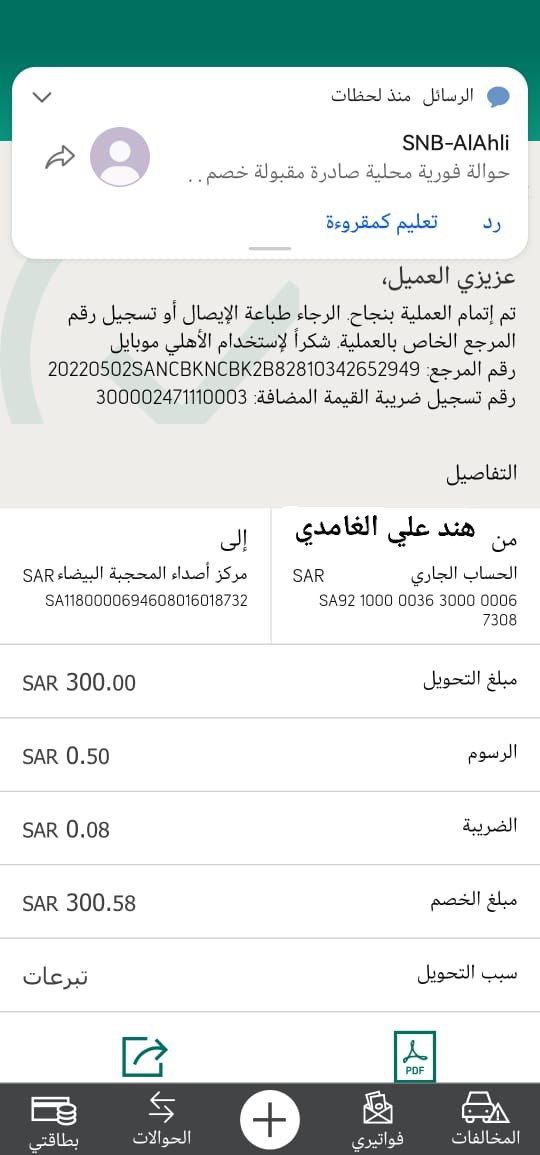 الرسائل منذ لحظات
SNB-AlAhli
حوالة فورية محلية صادرة مقبولة خصم..
رد تعليم كمقروءة
عزيزي العميل،
تم إتمام العملية بنجاح. الرجاء طباعة الإيصال أو تسجيل رقم
المرجع الخاص بالعملية. شكراً لإستخدام الأهلي موبايل
رقم المرجع: 20220502SANCBKNCBK2B82810342652949
رقم تسجيل ضريبة القيمة المضافة: 300002471110003
التفاصيل
من هند علي الغامدي
الحساب الجاري SAR
SA92 1000 0036 3000 0006
7308
إلى
مركز أصداء المحجبة البيضاء SAR
SA1180000694608016018732
مبلغ التحويل SAR 300.00
الرسوم SAR 0.50
الضريبة SAR 0.08
مبلغ الخصم SAR 300.58
سبب التحويل تبرعات
PDF
المخالفات فواتيري الحوالات بطاقتي